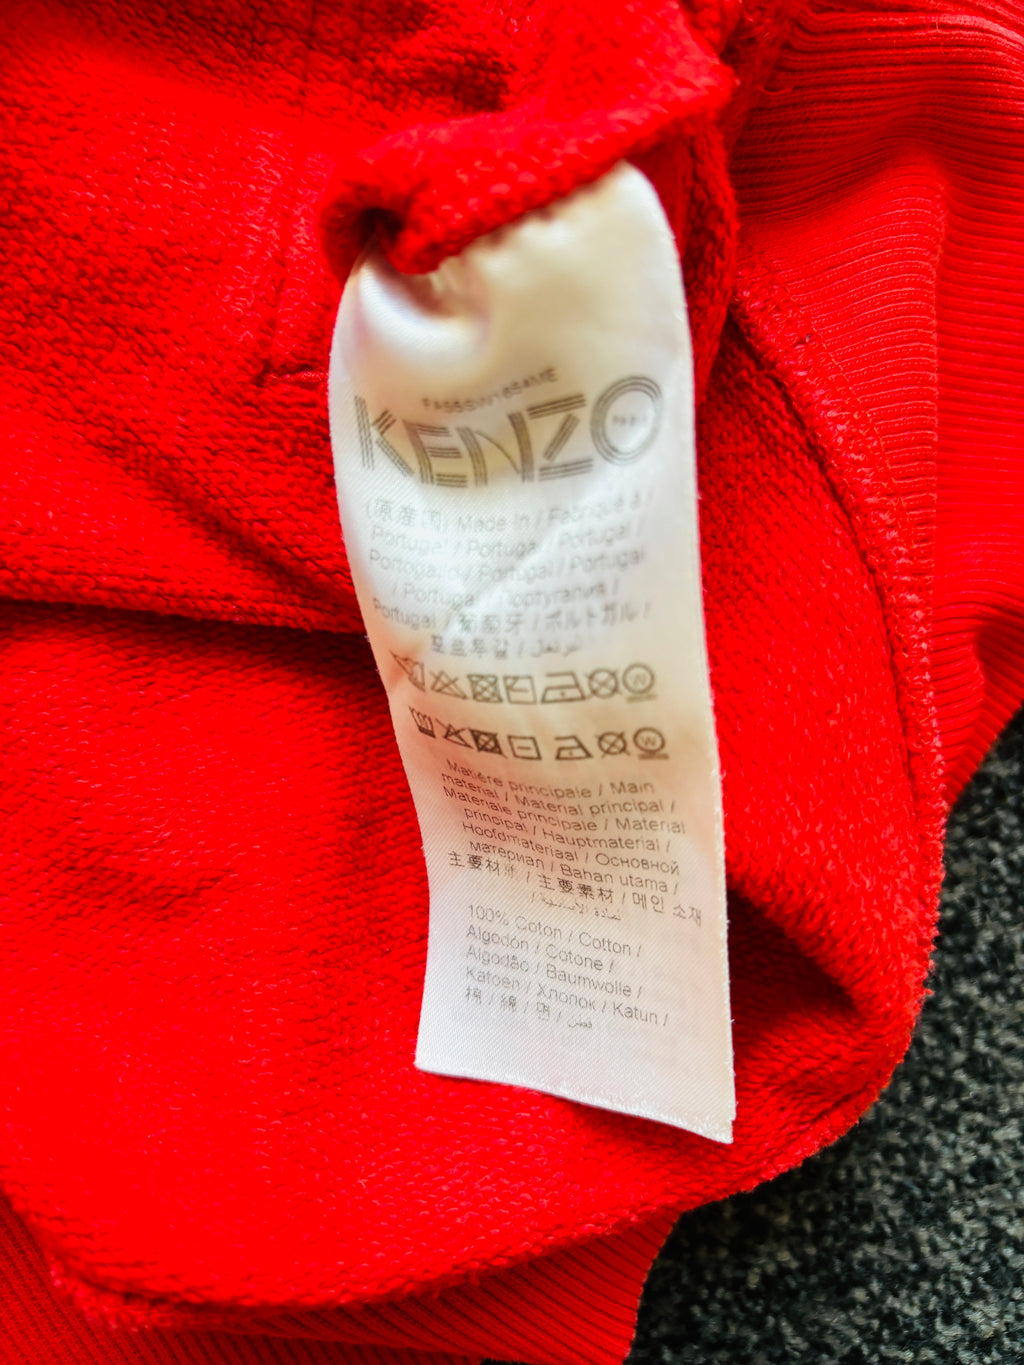 KENZO
(原産国) Made in / Fabriqué à /
Portugal / Portugal / Portugal /
/ Portugal / Portugal
/ Portugal / Португалия /
Portugal / 葡萄牙 / ポルトガル /
포르투갈 / البرتغال
Matière principale / Main
material / Material principal /
Materiale principale / Material
principal / Hauptmaterial /
Hoofdmateriaal / Основной
материал / Bahan utama /
主要材料 / 主要素材 / 메인 소재
/ المادة الأساسية
100% Coton / Cotton /
Algodón / Cotone /
Algodão / Baumwolle /
Katoen / Хлопок / Katun /
棉 / 綿 / 면 / قطن